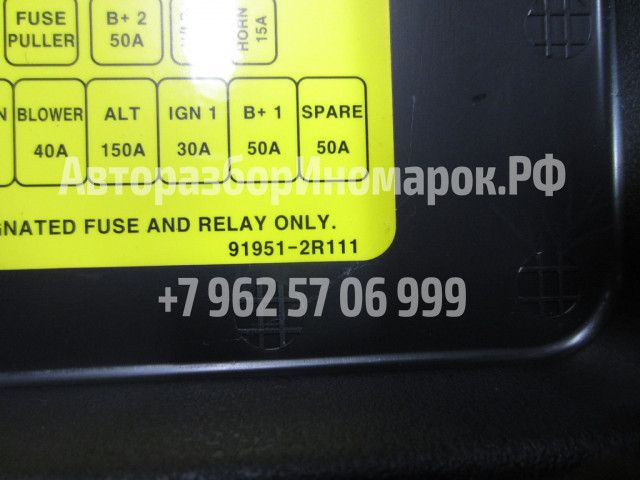 FUSE PULLER
B+ 2 50A
HORN 15A
N
BLOWER 40A
ALT 150A
IGN 1 30A
B+ 1 50A
SPARE 50A
АвторазборИномарок.РФ
GNATED FUSE AND RELAY ONLY.
91951-2R111
+7 962 57 06 999